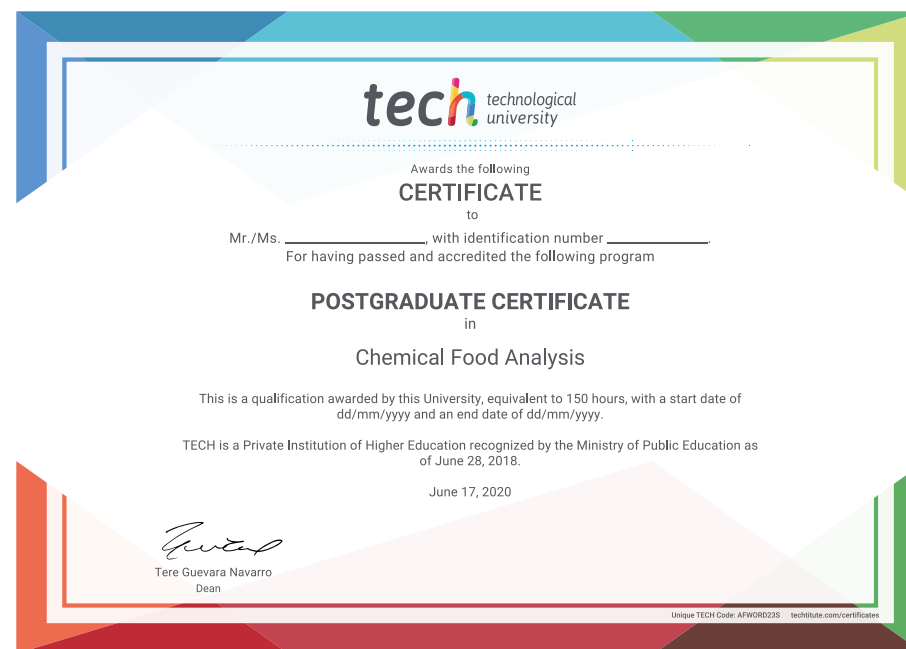 tech technological
university
Awards the following
CERTIFICATE
to
Mr./Ms. ____________________, with identification number ______________.
For having passed and accredited the following program
POSTGRADUATE CERTIFICATE
in
Chemical Food Analysis
This is a qualification awarded by this University, equivalent to 150 hours, with a start date of
dd/mm/yyyy and an end date of dd/mm/yyyy.
TECH is a Private Institution of Higher Education recognized by the Ministry of Public Education as
of June 28, 2018.
June 17, 2020
Tere Guevara Navarro
Dean
Unique TECH Code: AFWORD23S techtitute.com/certificates